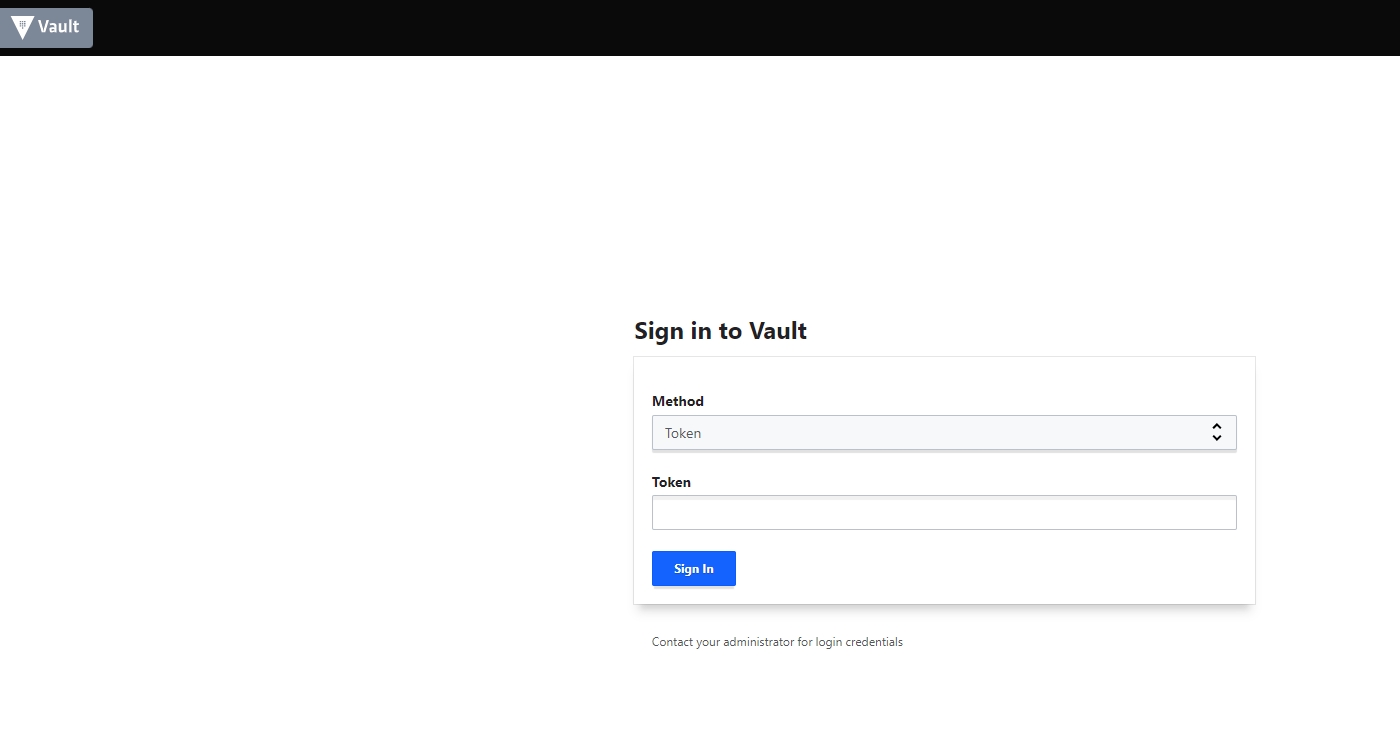 Vault
Sign in to Vault
Method
Token
Token
Sign In
Contact your administrator for login credentials